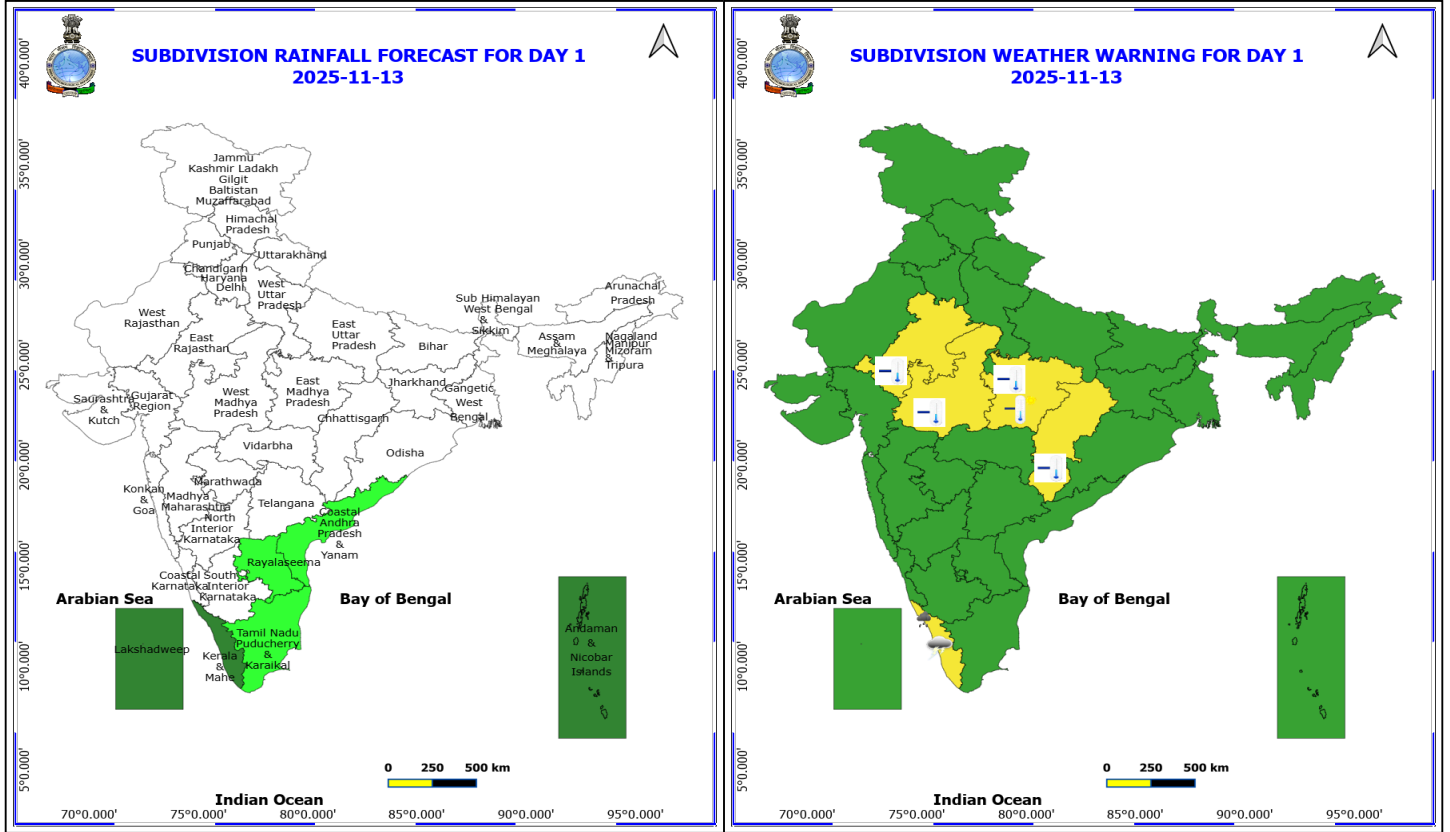 SUBDIVISION RAINFALL FORECAST FOR DAY 1
2025-11-13
40°0.000'
35°0.000'
30°0.000'
25°0.000'
20°0.000'
15°0.000'
10°0.000'
5°0.000'
Jammu
Kashmir Ladakh
Gilgit
Baltistan
Muzaffarabad
Himachal
Pradesh
Punjab
Uttarakhand
Chandigarh
Haryana
Delhi
West
Uttar
Pradesh
Arunachal
Pradesh
Sub Himalayan
West Bengal
&
Sikkim
West
Rajasthan
East
Rajasthan
East
Uttar
Pradesh
Bihar
Assam
&
Meghalaya
Nagaland
Manipur
Mizoram
&
Tripura
Saurashtra
&
Kutch
Gujarat
Region
West
Madhya
Pradesh
East
Madhya
Pradesh
Jharkhand
Gangetic
West
Bengal
Chhattisgarh
Vidarbha
Odisha
Konkan
&
Goa
Madhya
Maharashtra
Marathwada
Telangana
North
Interior
Karnataka
Coastal
Andhra
Pradesh
&
Yanam
Rayalaseema
Coastal
Karnataka
South
Interior
Karnataka
Arabian Sea
Bay of Bengal
Lakshadweep
Kerala
&
Mahe
Tamil Nadu
Puducherry
&
Karaikal
Andaman
&
Nicobar
Islands
0 250 500 km
Indian Ocean
70°0.000' 75°0.000' 80°0.000' 85°0.000' 90°0.000' 95°0.000'
SUBDIVISION WEATHER WARNING FOR DAY 1
2025-11-13
40°0.000'
35°0.000'
30°0.000'
25°0.000'
20°0.000'
15°0.000'
10°0.000'
5°0.000'
Arabian Sea
Bay of Bengal
0 250 500 km
Indian Ocean
70°0.000' 75°0.000' 80°0.000' 85°0.000' 90°0.000' 95°0.000'